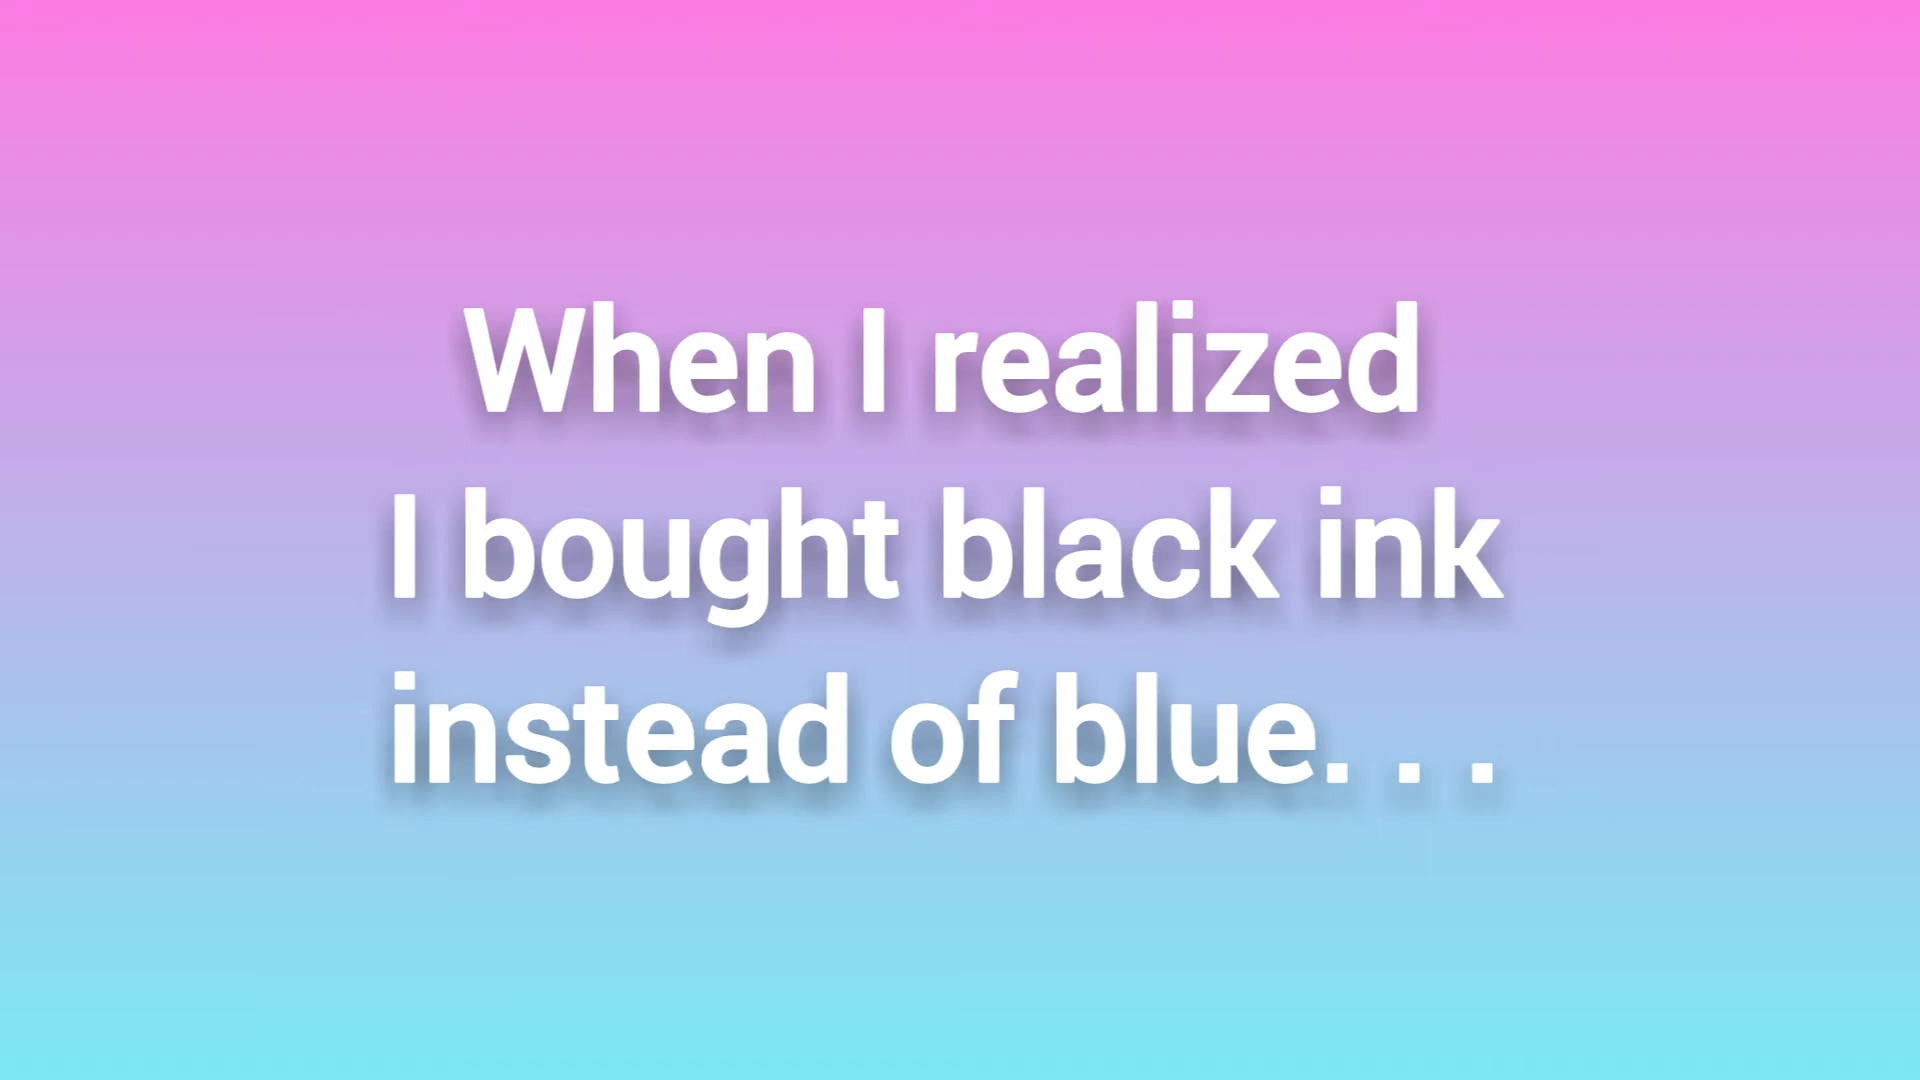 When I realized
I bought black ink
instead of blue. . .